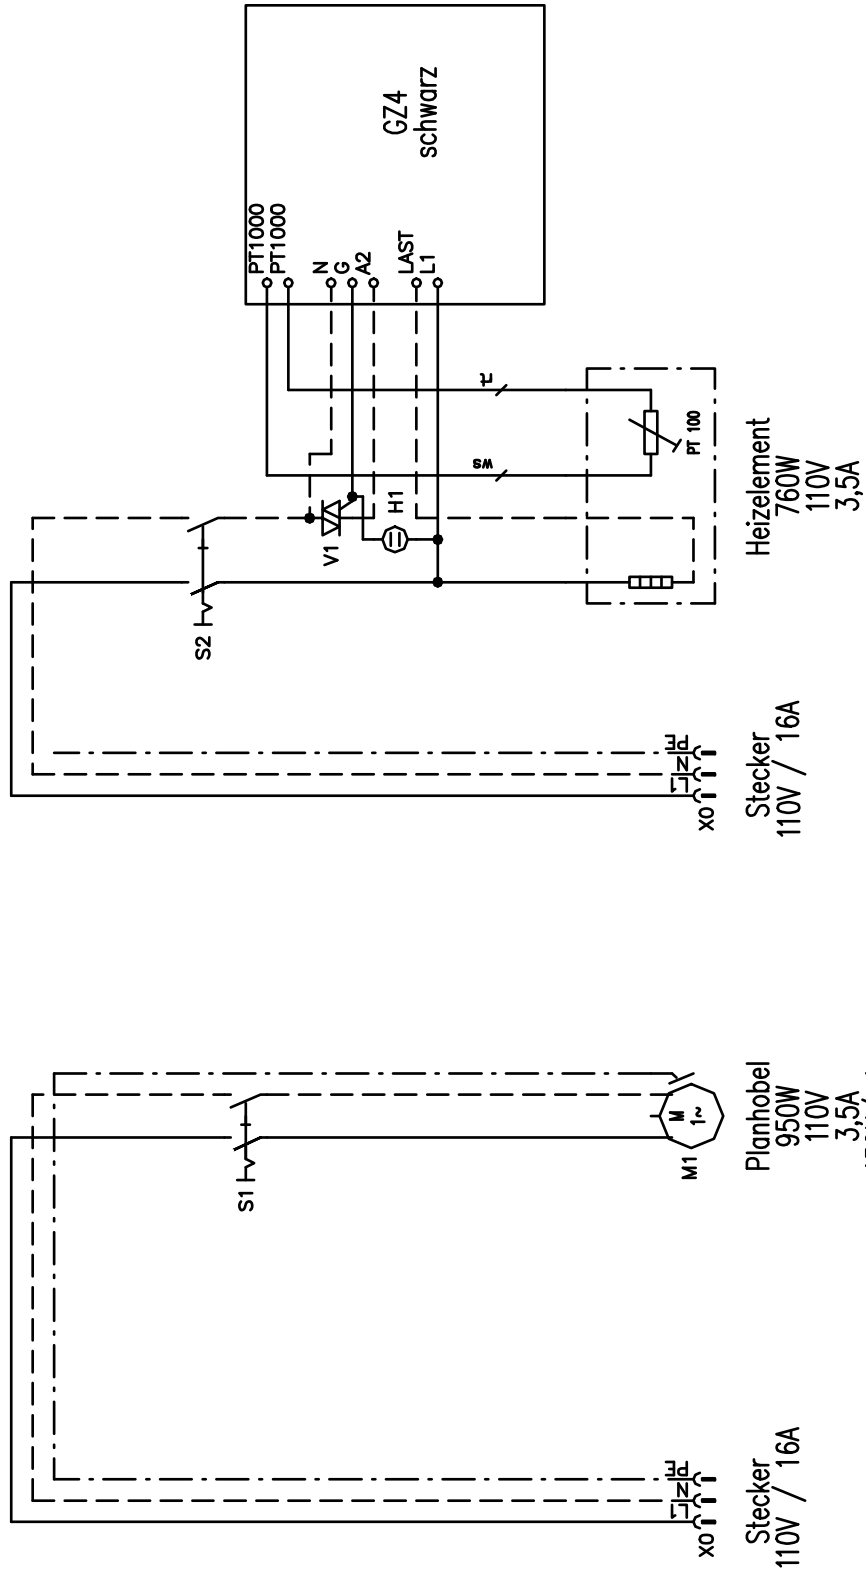 GZ4
schwarz
PT1000
PT1000
N
G
A2
LAST
L1
rt
ws
PT 100
V1
H1
S2
Heizelement
760W
110V
3,5A
PE
N
L1
X0
Stecker
110V / 16A
S1
M
1~
M1
Planhobel
950W
110V
3,5A
PE
N
L1
X0
Stecker
110V / 16A